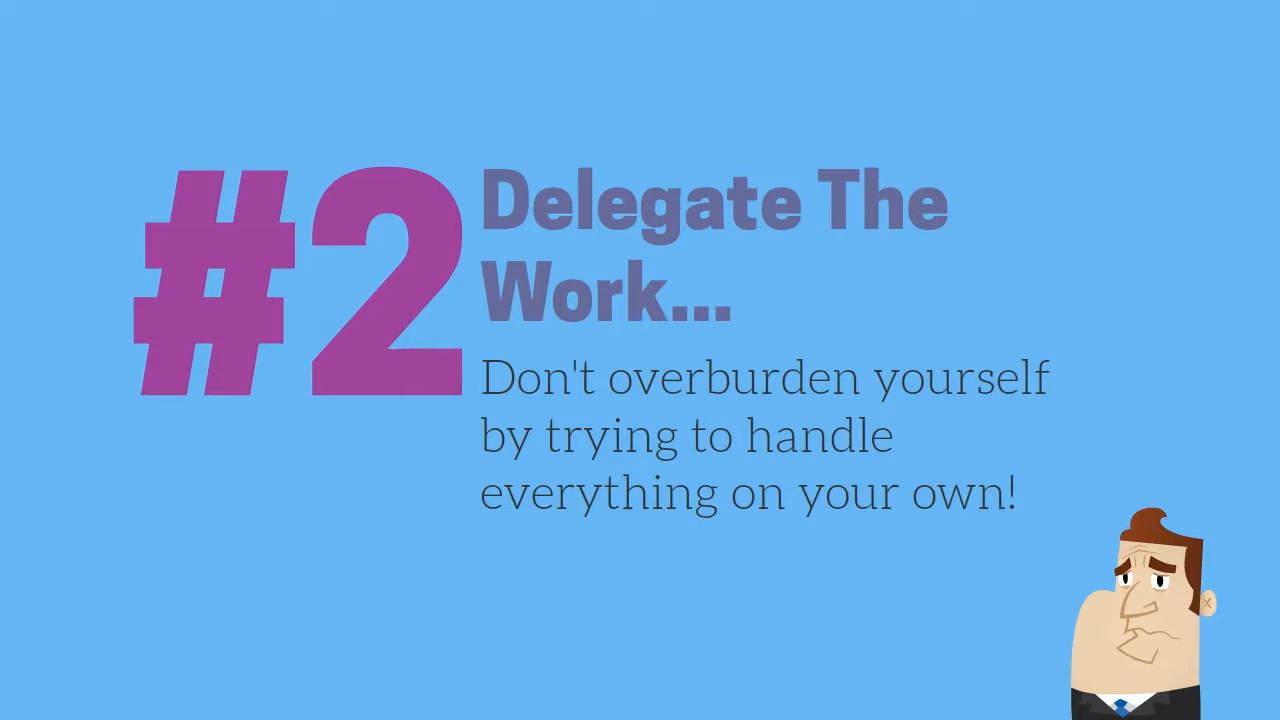 #2
Delegate The
Work...
Don't overburden yourself
by trying to handle
everything on your own!